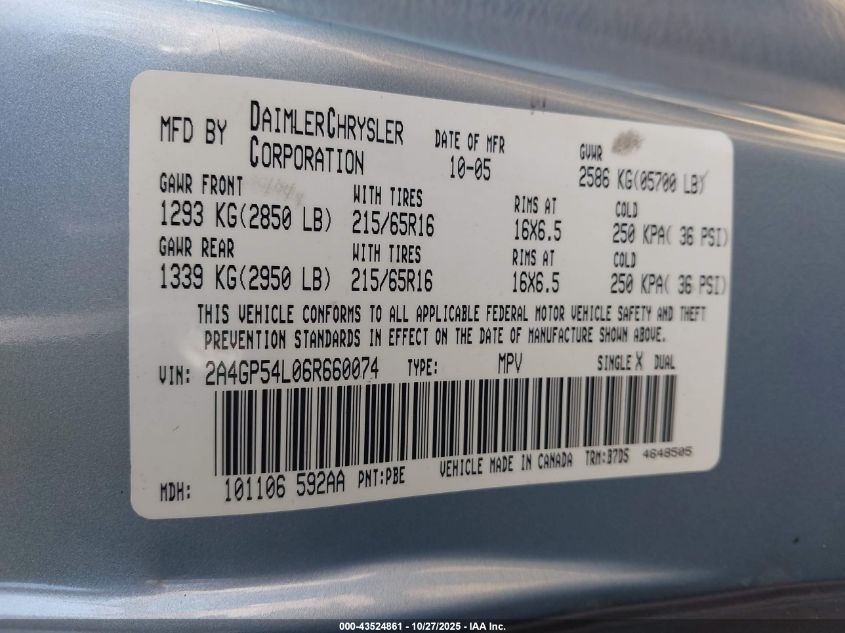 MFD BY DAIMLERCHRYSLER CORPORATION DATE OF MFR 10-05 GVWR 2586 KG(05700 LB)
GAWR FRONT WITH TIRES RIMS AT COLD
1293 KG(2850 LB) 215/65R16 16X6.5 250 KPA( 36 PSI)
GAWR REAR WITH TIRES RIMS AT COLD
1339 KG(2950 LB) 215/65R16 16X6.5 250 KPA( 36 PSI)
THIS VEHICLE CONFORMS TO ALL APPLICABLE FEDERAL MOTOR VEHICLE SAFETY AND THEFT
PREVENTION STANDARDS IN EFFECT ON THE DATE OF MANUFACTURE SHOWN ABOVE.
VIN: 2A4GP54L06R660074 TYPE: MPV SINGLE X DUAL
MDH: 101106 592AA PNT:PBE VEHICLE MADE IN CANADA TRM:B7D5 4648505
000-43524861 - 10/27/2025 - IAA Inc.